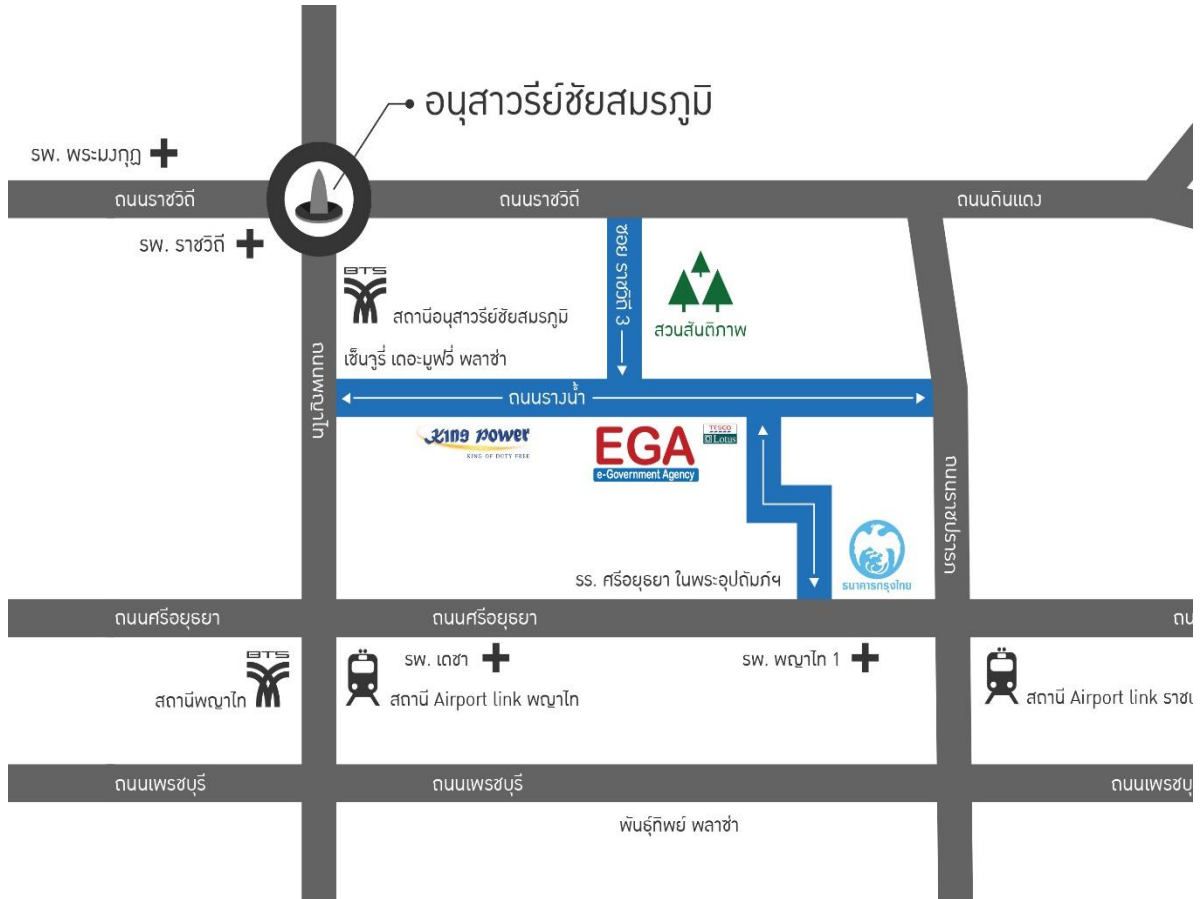 อนุสาวรีย์ชัยสมรภูมิ
รพ. พระมงกุฎ
ถนนราชวิถี
ถนนราชวิถี
ถนนดินแดง
รพ. ราชวิถี
ซอย ราชวิถี 3
BTS
สถานีอนุสาวรีย์ชัยสมรภูมิ
สวนสันติภาพ
เซ็นจูรี่ เดอะมูฟวี่ พลาซ่า
ถนนพญาไท
ถนนรางน้ำ
KING POWER
KING OF DUTY FREE
EGA
e-Government Agency
TESCO
Lotus
ถนนราชปรารภ
ธนาคารกรุงไทย
รร. ศรีอยุธยา ในพระอุปถัมภ์ฯ
ถนนศรีอยุธยา
ถนนศรีอยุธยา
ถน
BTS
สถานีพญาไท
รพ. เดชา
สถานี Airport link พญาไท
รพ. พญาไท 1
สถานี Airport link ราช
ถนนเพรชบุรี
ถนนเพรชบุรี
ถนนเพรชบุ
พันธุ์ทิพย์ พลาซ่า